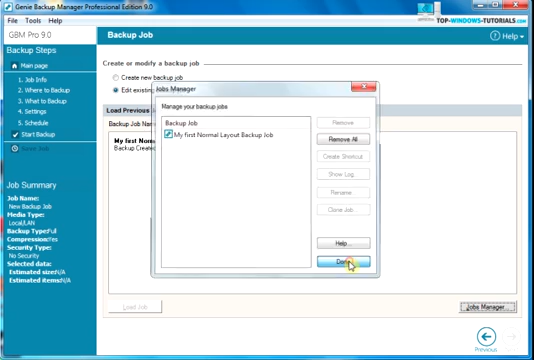 Genie Backup Manager Professional Edition 9.0
File Tools Help
TOP-WINDOWS-TUTORIALS.COM
GBM Pro 9.0
Backup Job
Help
Backup Steps
Main page
1. Job Info
2. Where to Backup
3. What to Backup
4. Settings
5. Schedule
Start Backup
Save Job
Job Summary
Job Name:
New Backup Job
Media Type:
Local/LAN
Backup Type:Full
Compression:Yes
Security Type:
No Security
Selected data:
Estimated size:N/A
Estimated items:N/A
Create or modify a backup job
Create new backup job
Edit existing
Load Previous
Backup Job Na
My first Norm
Backup Create
Jobs Manager
Manage your backup jobs
Backup Job
My first Normal Layout Backup Job
Remove
Remove All
Create Shortcut
Show Log...
Rename...
Clone Job...
Help...
Done
Load Job
Jobs Manager...
Previous